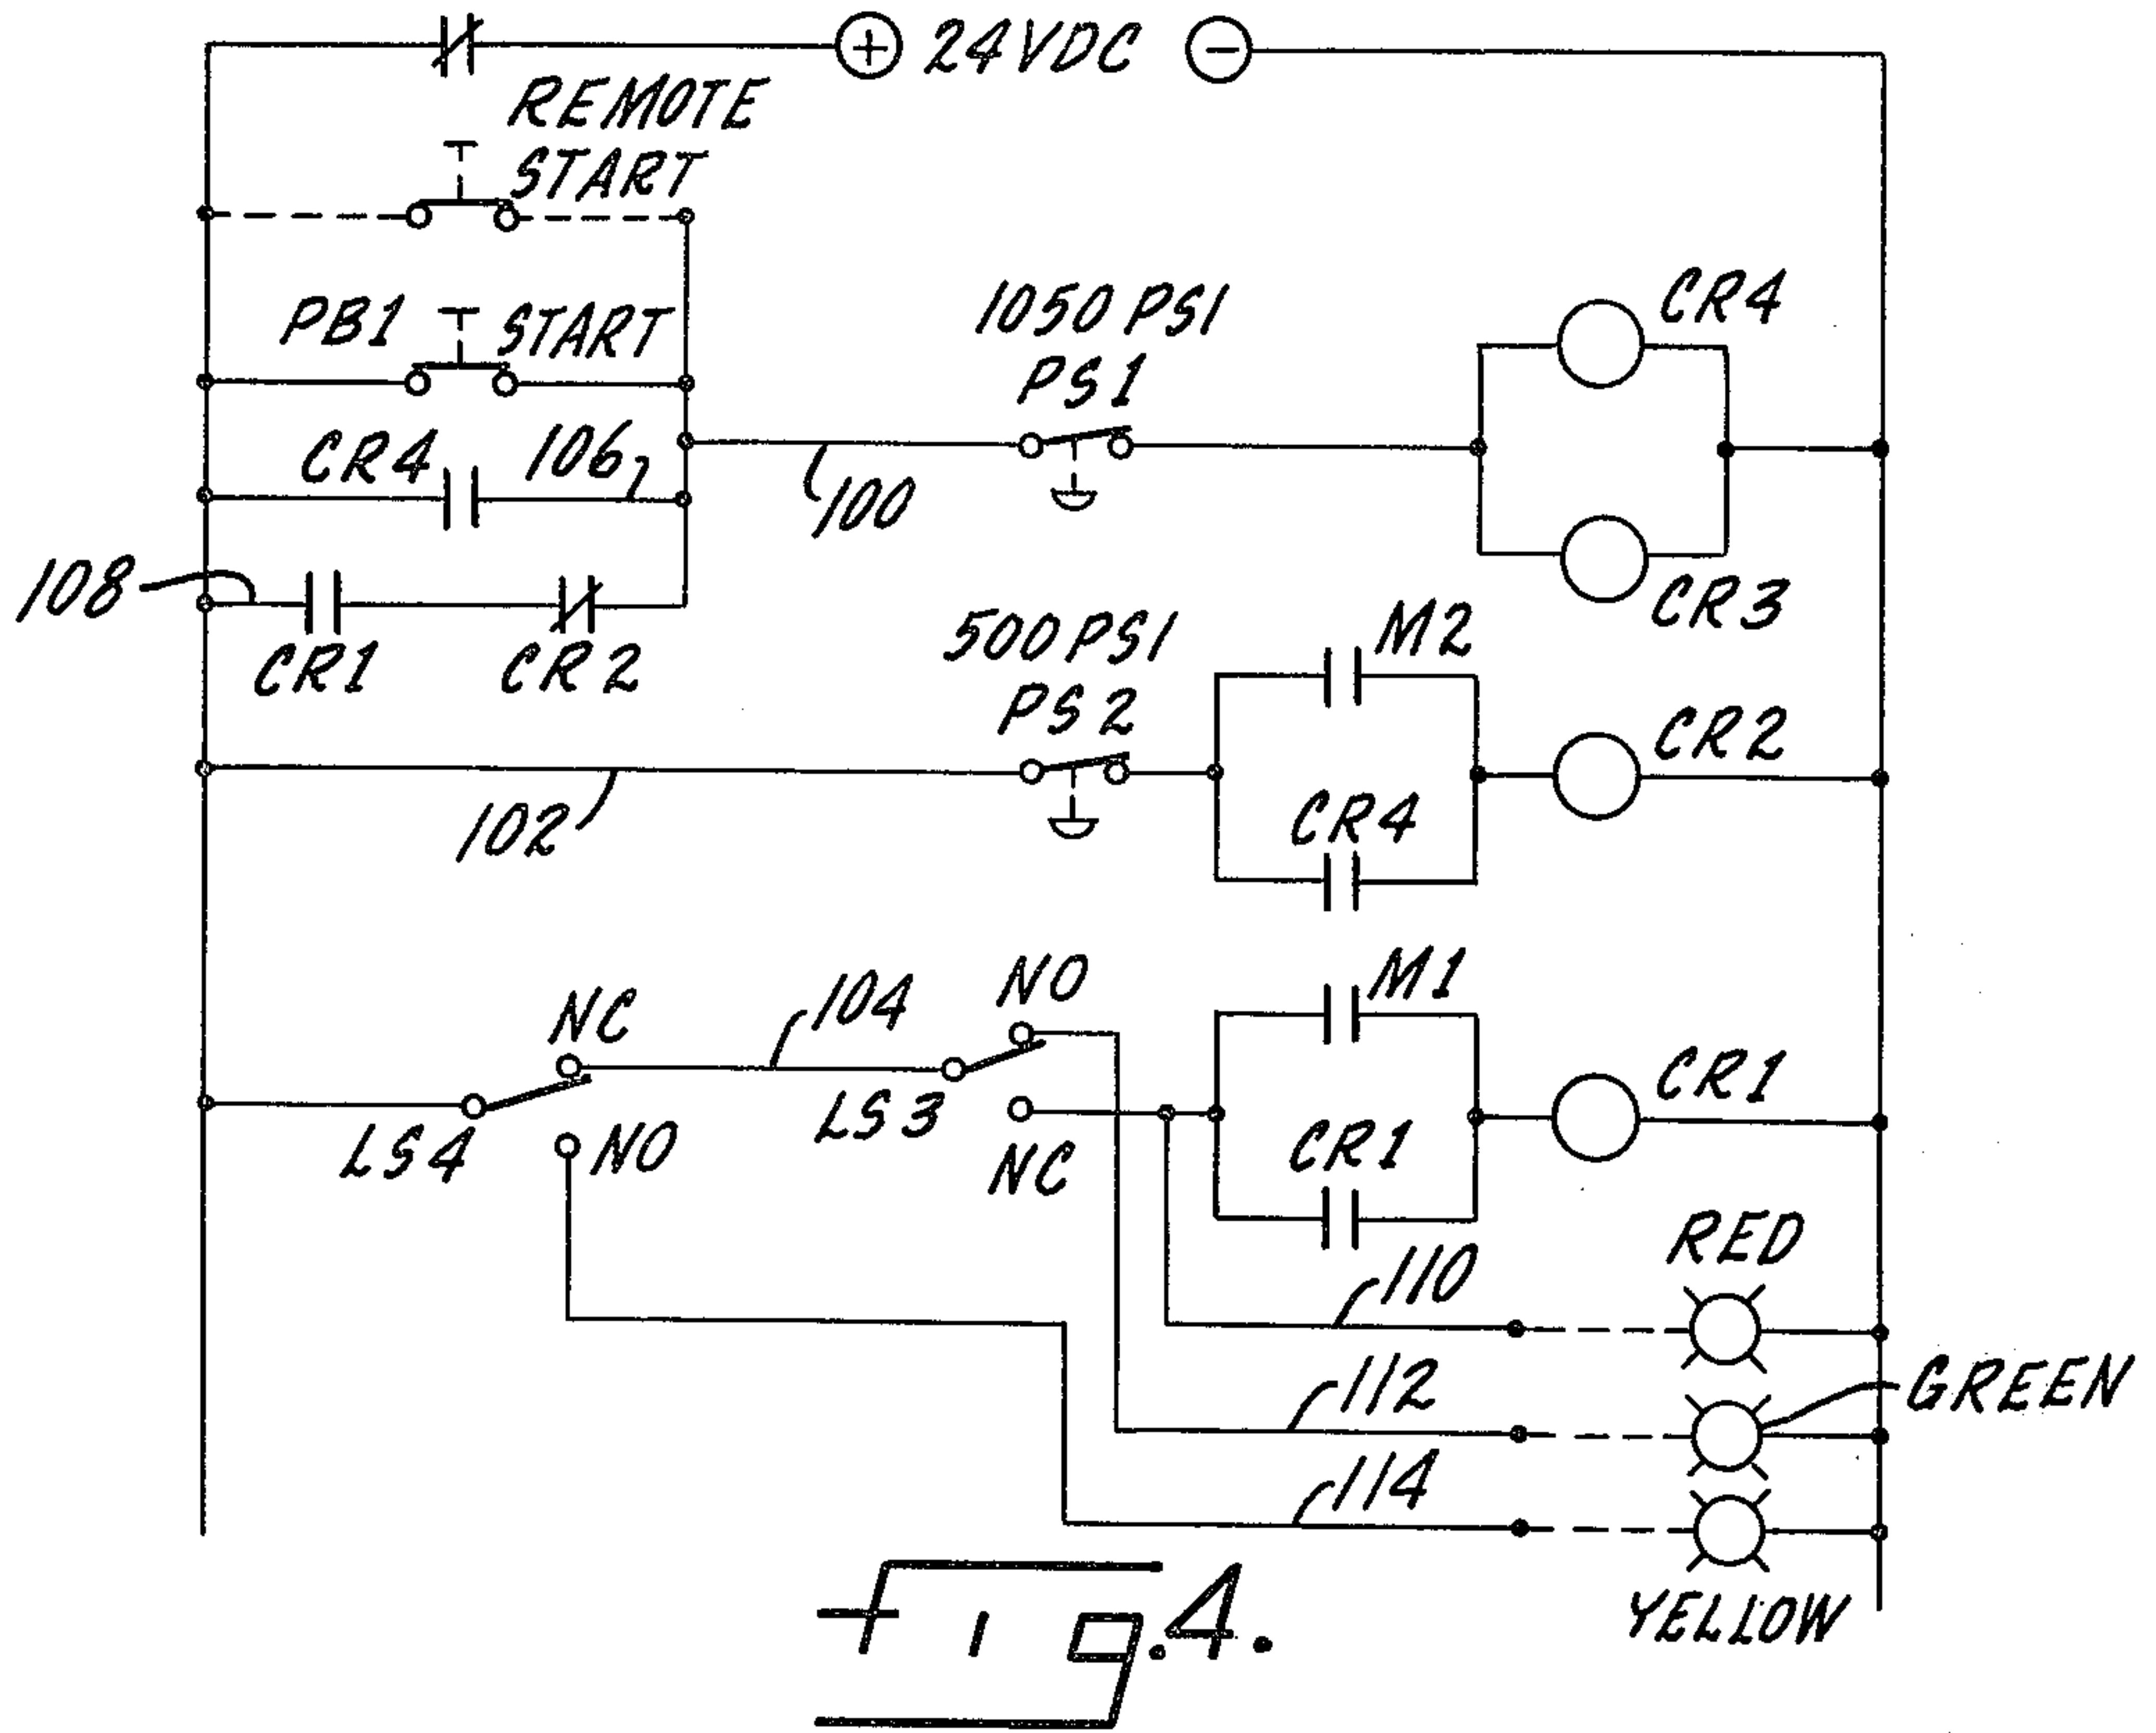 + 24VDC -
REMOTE
START
PB1 START
1050 PSI
PS1
CR4
CR4 106
100
CR3
108
CR1 CR2
500 PSI
PS2
M2
CR2
102
CR4
NC 104 NO
M1
LS4 NO
LS3
NC
CR1
CR1
110
RED
112
GREEN
114
YELLOW
Fig.4.